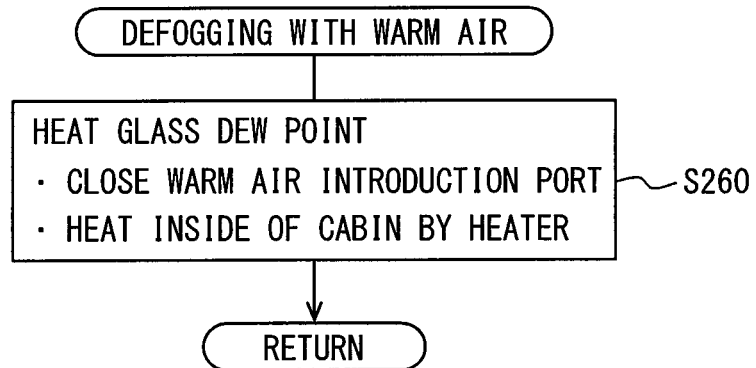 DEFOGGING WITH WARM AIR
HEAT GLASS DEW POINT
· CLOSE WARM AIR INTRODUCTION PORT
S260
· HEAT INSIDE OF CABIN BY HEATER
RETURN